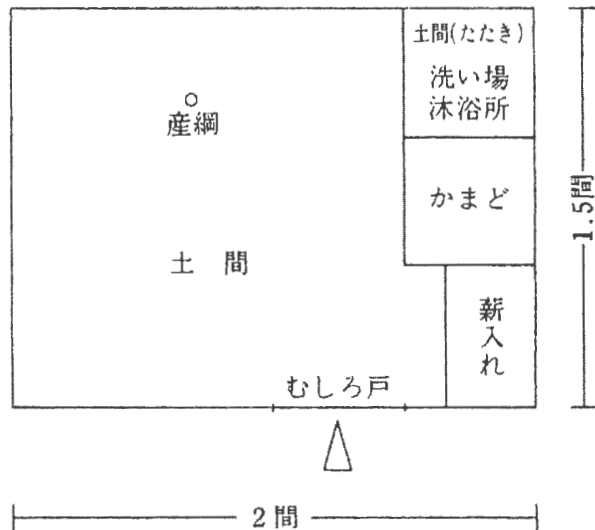 土間(たたき)
洗い場
沐浴所
産綱
かまど
土間
薪入れ
むしろ戸
1.5間
2間